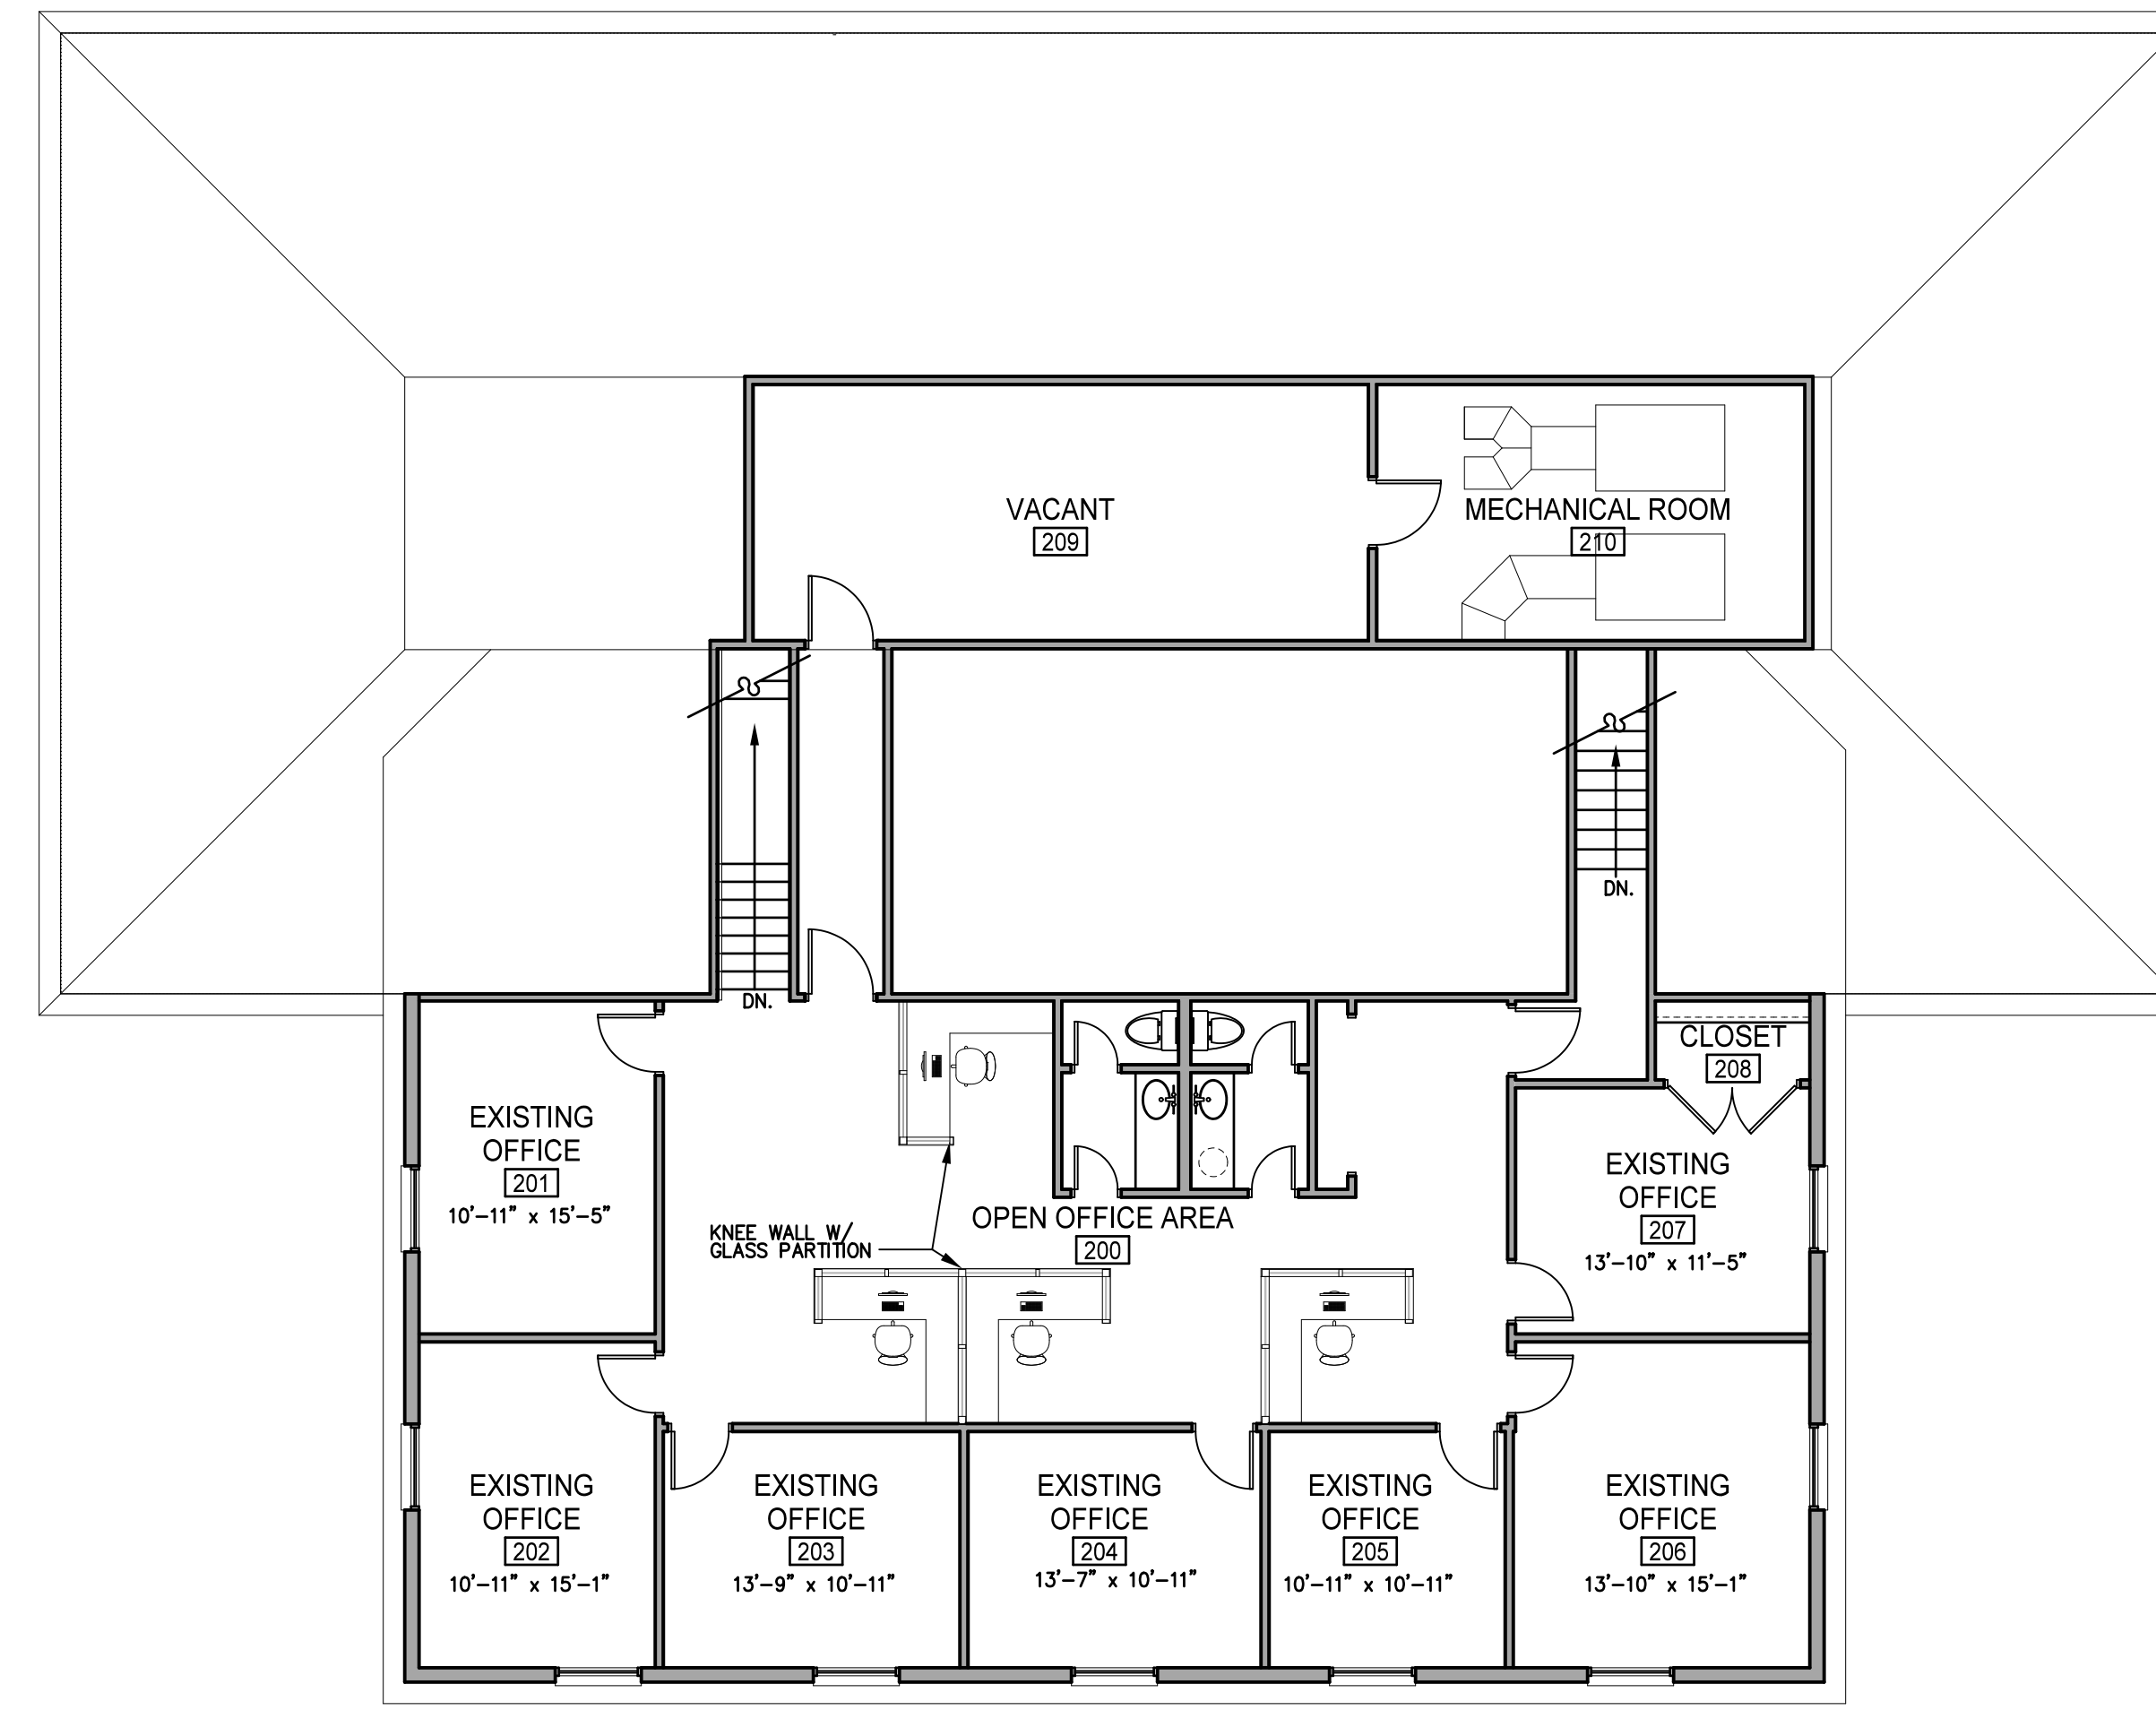 VACANT
209
MECHANICAL ROOM
210
DN.
DN.
CLOSET
208
EXISTING
OFFICE
201
10'-11" x 15'-5"
KNEE WALL W/
GLASS PARTITION
OPEN OFFICE AREA
200
EXISTING
OFFICE
207
13'-10" x 11'-5"
EXISTING
OFFICE
202
10'-11" x 15'-1"
EXISTING
OFFICE
203
13'-9" x 10'-11"
EXISTING
OFFICE
204
13'-7" x 10'-11"
EXISTING
OFFICE
205
10'-11" x 10'-11"
EXISTING
OFFICE
206
13'-10" x 15'-1"